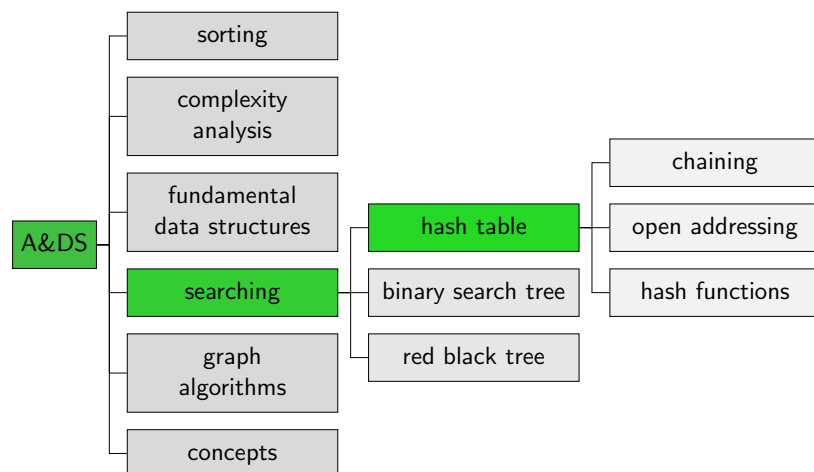 A&DS
sorting
complexity
analysis
fundamental
data structures
searching
graph
algorithms
concepts
hash table
binary search tree
red black tree
chaining
open addressing
hash functions